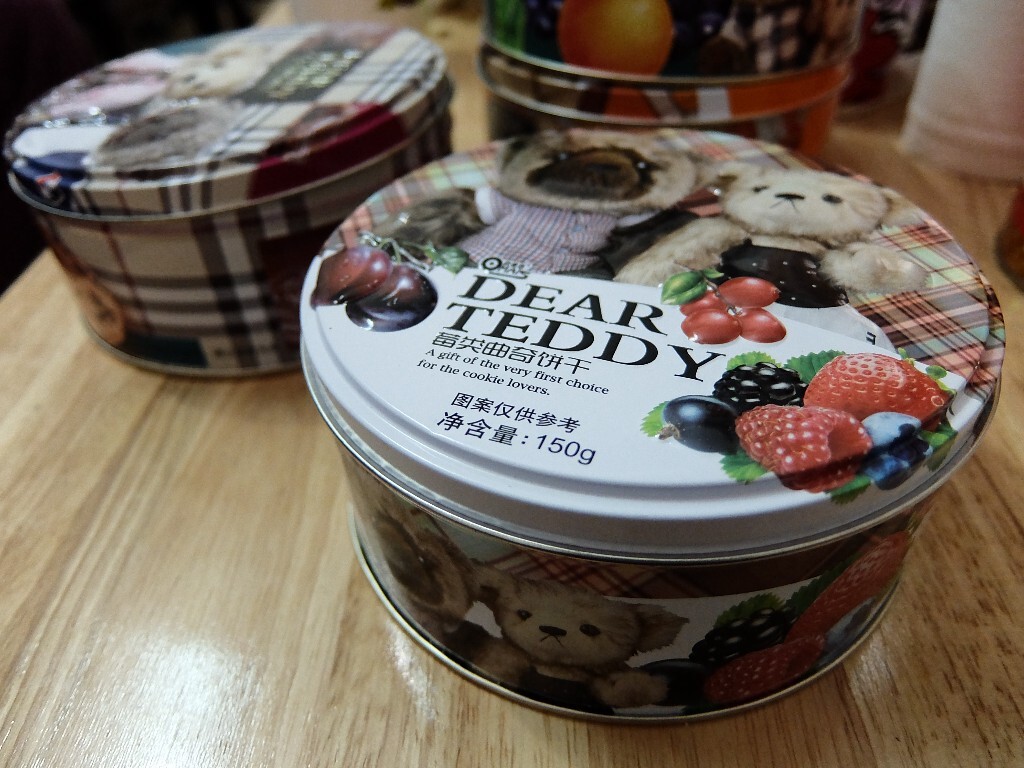 DEAR
TEDDY
莓类曲奇饼干
A gift of the very first choice
for the cookie lovers.
图案仅供参考
净含量:150g